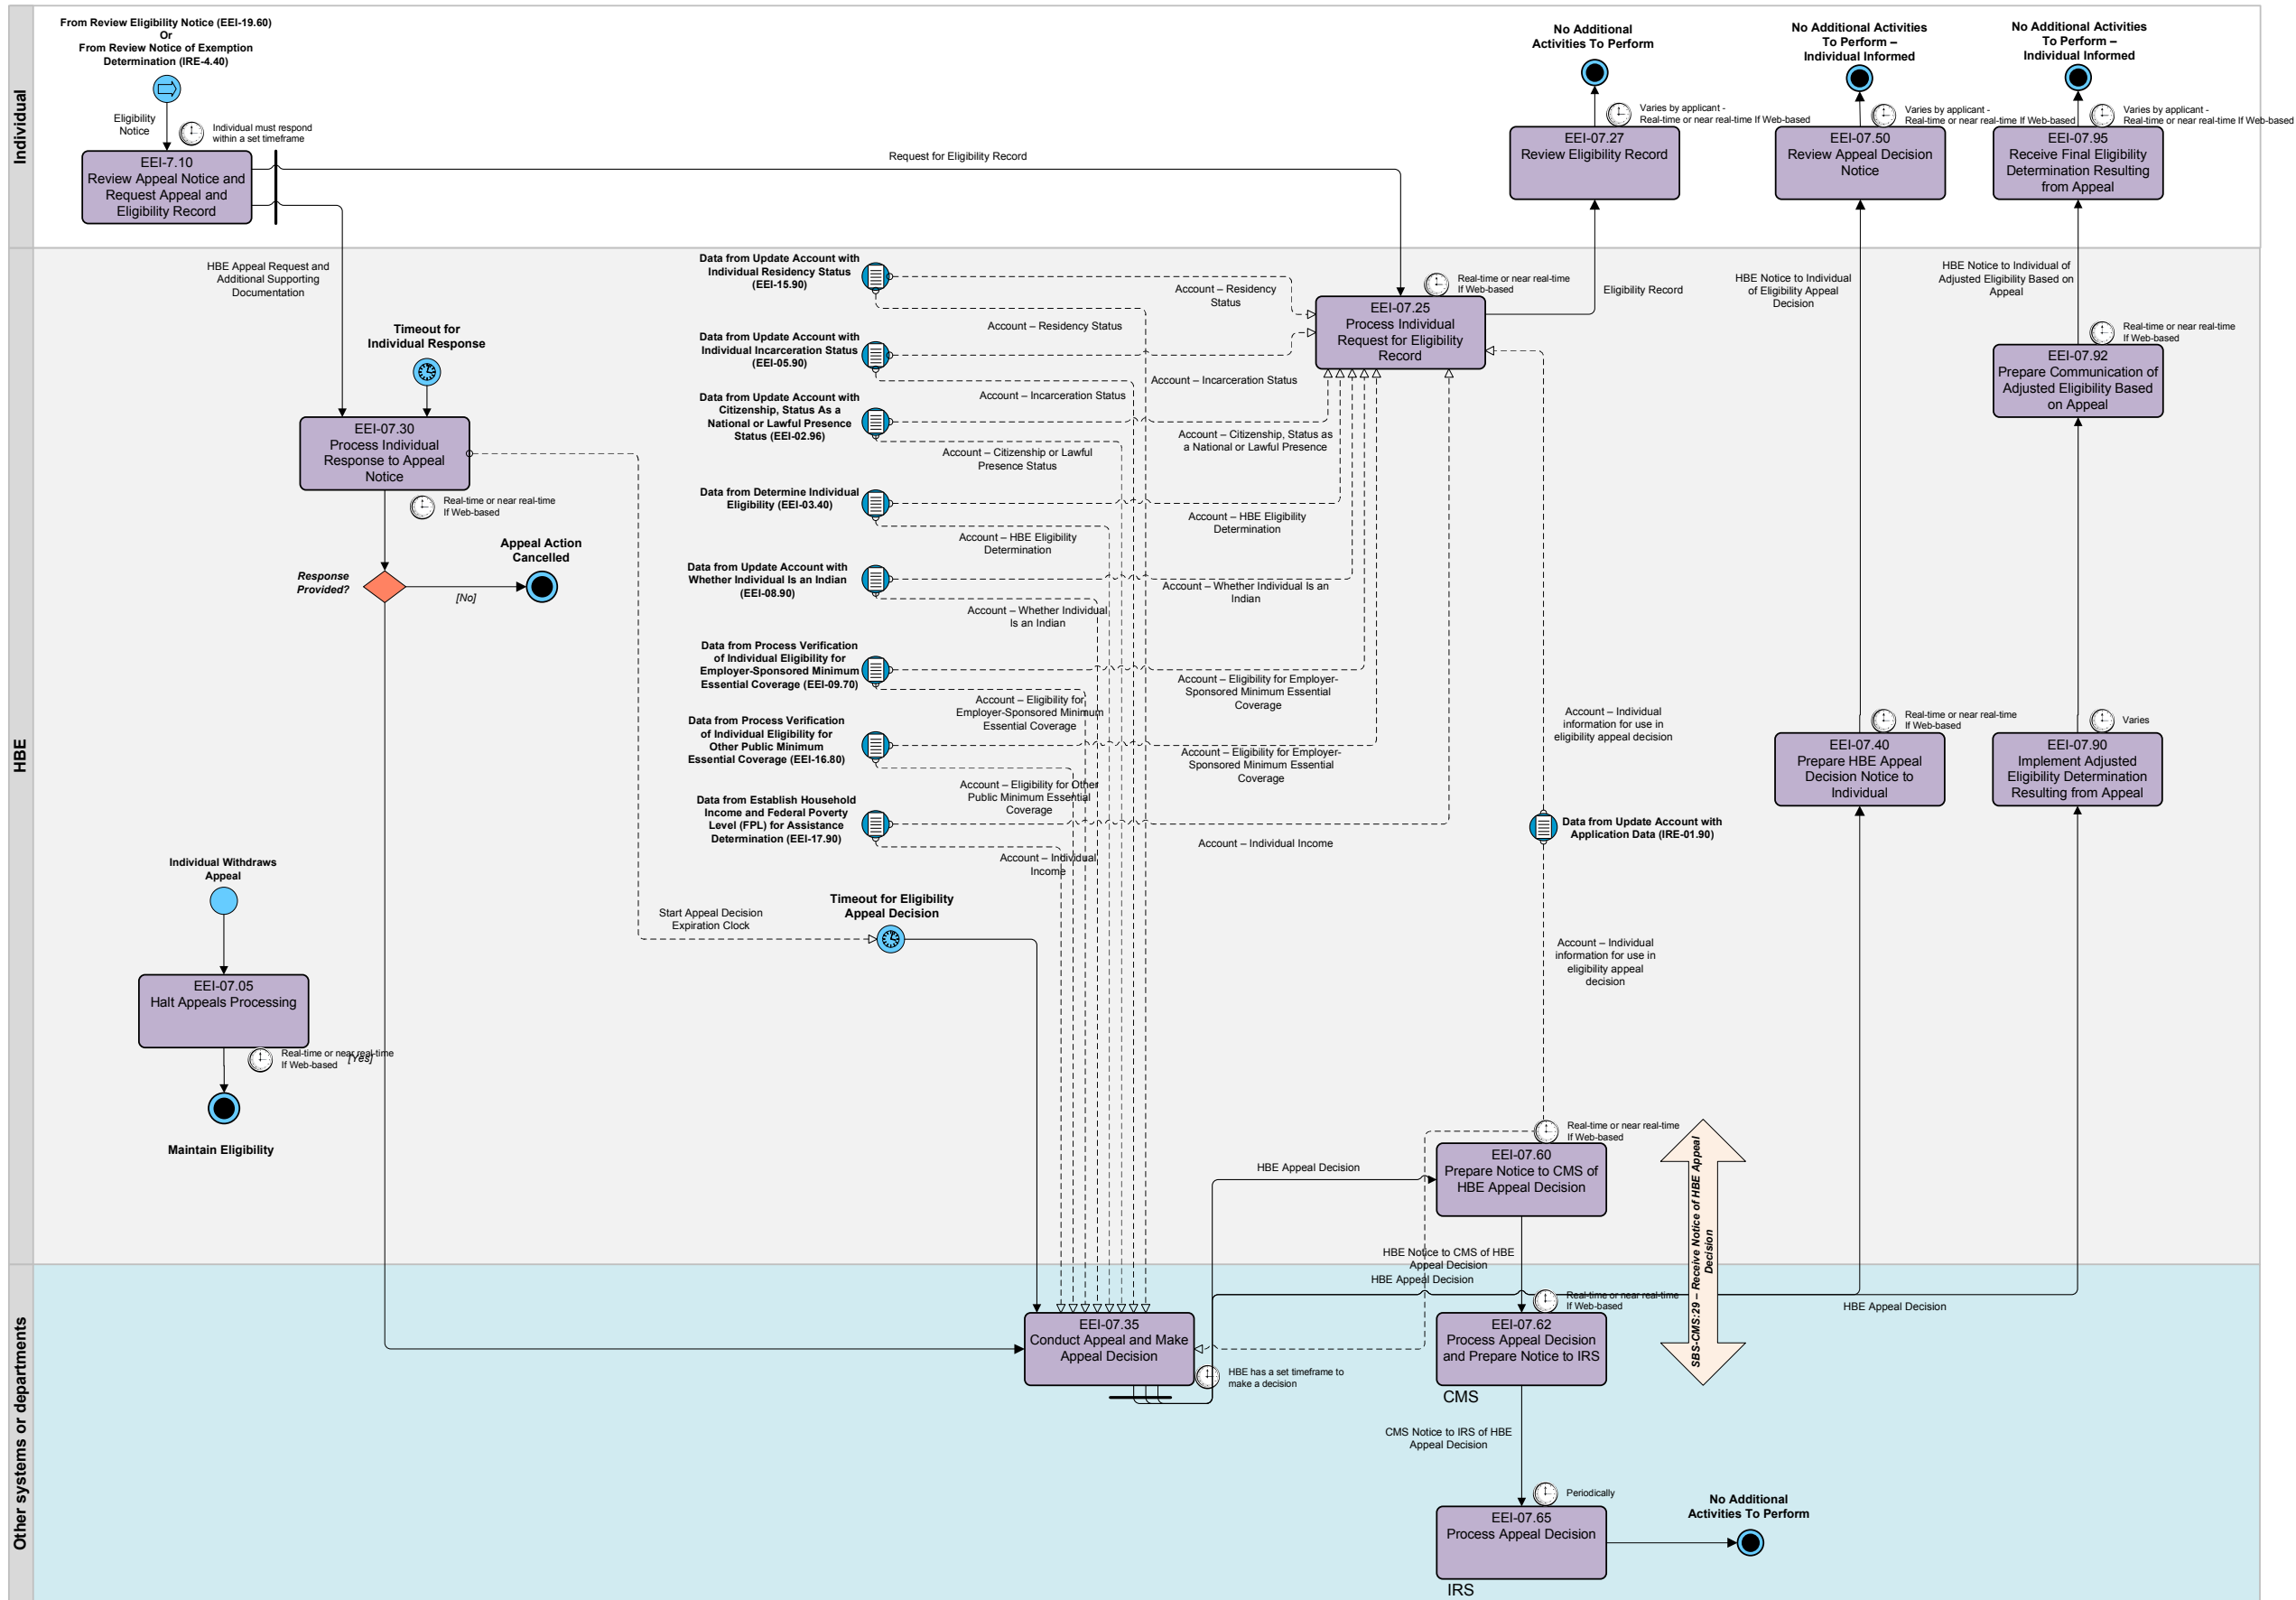 Individual
From Review Eligibility Notice (EEI-19.60)
Or
From Review Notice of Exemption
Determination (IRE-4.40)
Eligibility
Notice
Individual must respond
within a set timeframe
EEI-7.10
Review Appeal Notice and
Request Appeal and
Eligibility Record
Request for Eligibility Record
No Additional
Activities To Perform
Varies by applicant -
Real-time or near real-time If Web-based
EEI-07.27
Review Eligibility Record
No Additional Activities
To Perform –
Individual Informed
Varies by applicant -
Real-time or near real-time If Web-based
EEI-07.50
Review Appeal Decision
Notice
No Additional Activities
To Perform –
Individual Informed
Varies by applicant -
Real-time or near real-time If Web-based
EEI-07.95
Receive Final Eligibility
Determination Resulting
from Appeal
HBE
HBE Appeal Request and
Additional Supporting
Documentation
Timeout for
Individual Response
EEI-07.30
Process Individual
Response to Appeal
Notice
Real-time or near real-time
If Web-based
Response
Provided?
[No]
Appeal Action
Cancelled
Individual Withdraws
Appeal
EEI-07.05
Halt Appeals Processing
Real-time or near real-time
If Web-based
[Yes]
Maintain Eligibility
Start Appeal Decision
Expiration Clock
Timeout for Eligibility
Appeal Decision
Data from Update Account with
Individual Residency Status
(EEI-15.90)
Account – Residency
Status
Account – Residency Status
Data from Update Account with
Individual Incarceration Status
(EEI-05.90)
Account – Incarceration Status
Account – Incarceration Status
Data from Update Account with
Citizenship, Status As a
National or Lawful Presence
Status (EEI-02.96)
Account – Citizenship, Status as
a National or Lawful Presence
Account – Citizenship or Lawful
Presence Status
Data from Determine Individual
Eligibility (EEI-03.40)
Account – HBE Eligibility
Determination
Account – HBE Eligibility
Determination
Data from Update Account with
Whether Individual Is an Indian
(EEI-08.90)
Account – Whether Individual Is an
Indian
Account – Whether Individual
Is an Indian
Data from Process Verification
of Individual Eligibility for
Employer-Sponsored Minimum
Essential Coverage (EEI-09.70)
Account – Eligibility for Employer-
Sponsored Minimum Essential
Coverage
Account – Eligibility for
Employer-Sponsored Minimum
Essential Coverage
Data from Process Verification
of Individual Eligibility for
Other Public Minimum
Essential Coverage (EEI-16.80)
Account – Eligibility for Employer-
Sponsored Minimum Essential
Coverage
Account – Eligibility for Other
Public Minimum Essential
Coverage
Data from Establish Household
Income and Federal Poverty
Level (FPL) for Assistance
Determination (EEI-17.90)
Account – Individual Income
Account – Individual
Income
Real-time or near real-time
If Web-based
EEI-07.25
Process Individual
Request for Eligibility
Record
Eligibility Record
Account – Individual
information for use in
eligibility appeal decision
Data from Update Account with
Application Data (IRE-01.90)
Account – Individual
information for use in
eligibility appeal
decision
HBE Notice to Individual
of Eligibility Appeal
Decision
Real-time or near real-time
If Web-based
EEI-07.40
Prepare HBE Appeal
Decision Notice to
Individual
HBE Notice to Individual of
Adjusted Eligibility Based on
Appeal
Real-time or near real-time
If Web-based
EEI-07.92
Prepare Communication of
Adjusted Eligibility Based
on Appeal
Varies
EEI-07.90
Implement Adjusted
Eligibility Determination
Resulting from Appeal
Real-time or near real-time
If Web-based
HBE Appeal Decision
EEI-07.60
Prepare Notice to CMS of
HBE Appeal Decision
SBS-CMS:29 – Receive Notice of HBE Appeal
Decision
HBE Notice to CMS of HBE
Appeal Decision
Other systems or departments
HBE Appeal Decision
HBE Appeal Decision
EEI-07.35
Conduct Appeal and Make
Appeal Decision
HBE has a set timeframe to
make a decision
Real-time or near real-time
If Web-based
EEI-07.62
Process Appeal Decision
and Prepare Notice to IRS
CMS
CMS Notice to IRS of HBE
Appeal Decision
Periodically
EEI-07.65
Process Appeal Decision
IRS
No Additional
Activities To Perform